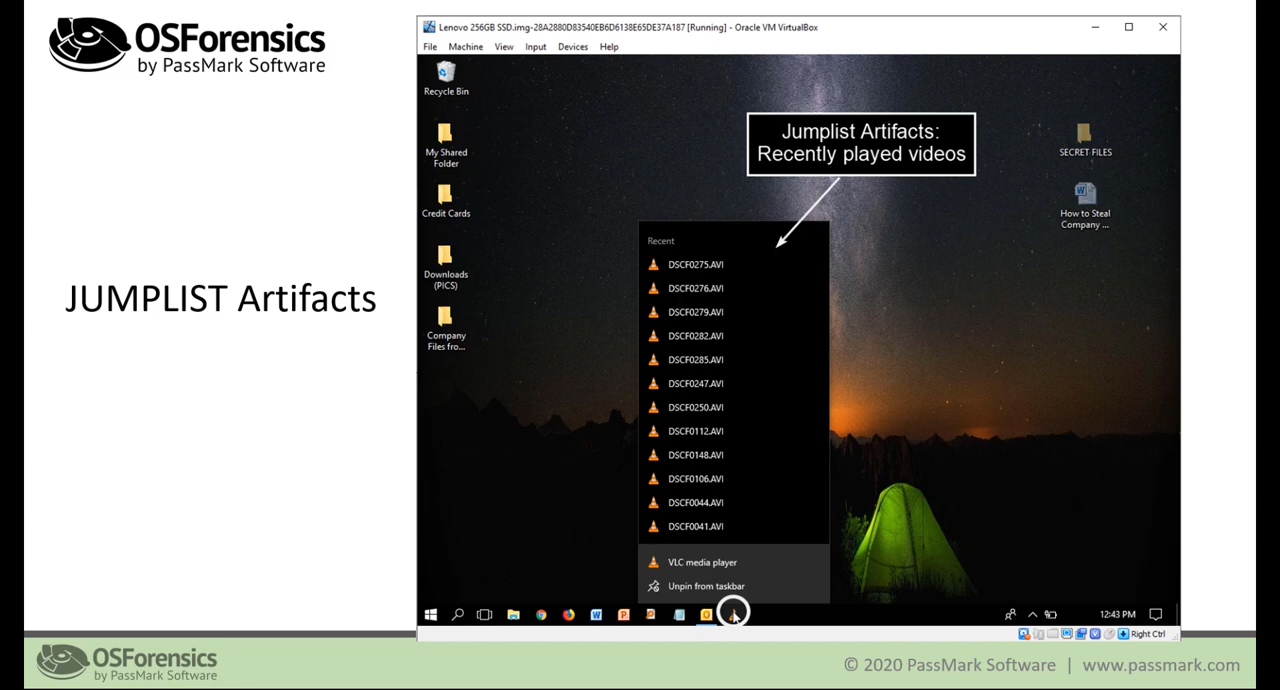 OSForensics
by PassMark Software
JUMPLIST Artifacts
Lenovo 256GB SSD.img-28A2880D83540EB6D6138E65DE37A187 [Running] - Oracle VM VirtualBox
File Machine View Input Devices Help
Recycle Bin
My Shared
Folder
Credit Cards
Downloads
(PICS)
Company
Files fro...
Jumplist Artifacts:
Recently played videos
SECRET FILES
How to Steal
Company ...
Recent
DSCF0275.AVI
DSCF0276.AVI
DSCF0279.AVI
DSCF0282.AVI
DSCF0285.AVI
DSCF0247.AVI
DSCF0250.AVI
DSCF0112.AVI
DSCF0148.AVI
DSCF0106.AVI
DSCF0044.AVI
DSCF0041.AVI
VLC media player
Unpin from taskbar
12:43 PM
Right Ctrl
OSForensics
by PassMark Software
© 2020 PassMark Software | www.passmark.com